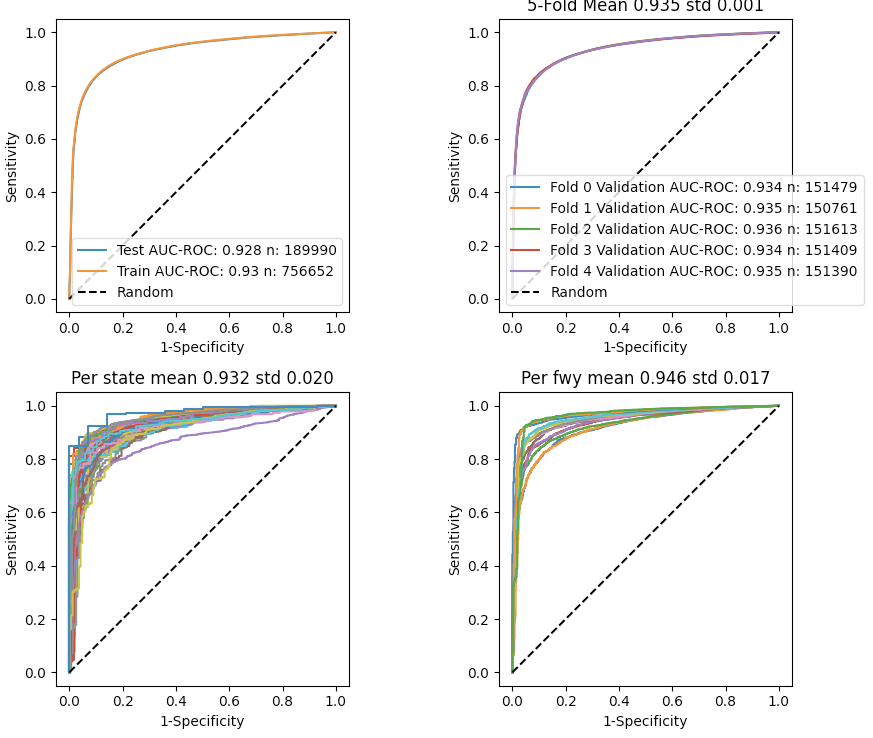 1.0
0.8
0.6
0.4
0.2
0.0
Sensitivity
Test AUC-ROC: 0.928 n: 189990
Train AUC-ROC: 0.93 n: 756652
Random
0.0 0.2 0.4 0.6 0.8 1.0
1-Specificity
5-Fold Mean 0.935 std 0.001
1.0
0.8
0.6
0.4
0.2
0.0
Sensitivity
Fold 0 Validation AUC-ROC: 0.934 n: 151479
Fold 1 Validation AUC-ROC: 0.935 n: 150761
Fold 2 Validation AUC-ROC: 0.936 n: 151613
Fold 3 Validation AUC-ROC: 0.934 n: 151409
Fold 4 Validation AUC-ROC: 0.935 n: 151390
Random
0.0 0.2 0.4 0.6 0.8 1.0
1-Specificity
Per state mean 0.932 std 0.020
1.0
0.8
0.6
0.4
0.2
0.0
Sensitivity
0.0 0.2 0.4 0.6 0.8 1.0
1-Specificity
Per fwy mean 0.946 std 0.017
1.0
0.8
0.6
0.4
0.2
0.0
Sensitivity
0.0 0.2 0.4 0.6 0.8 1.0
1-Specificity